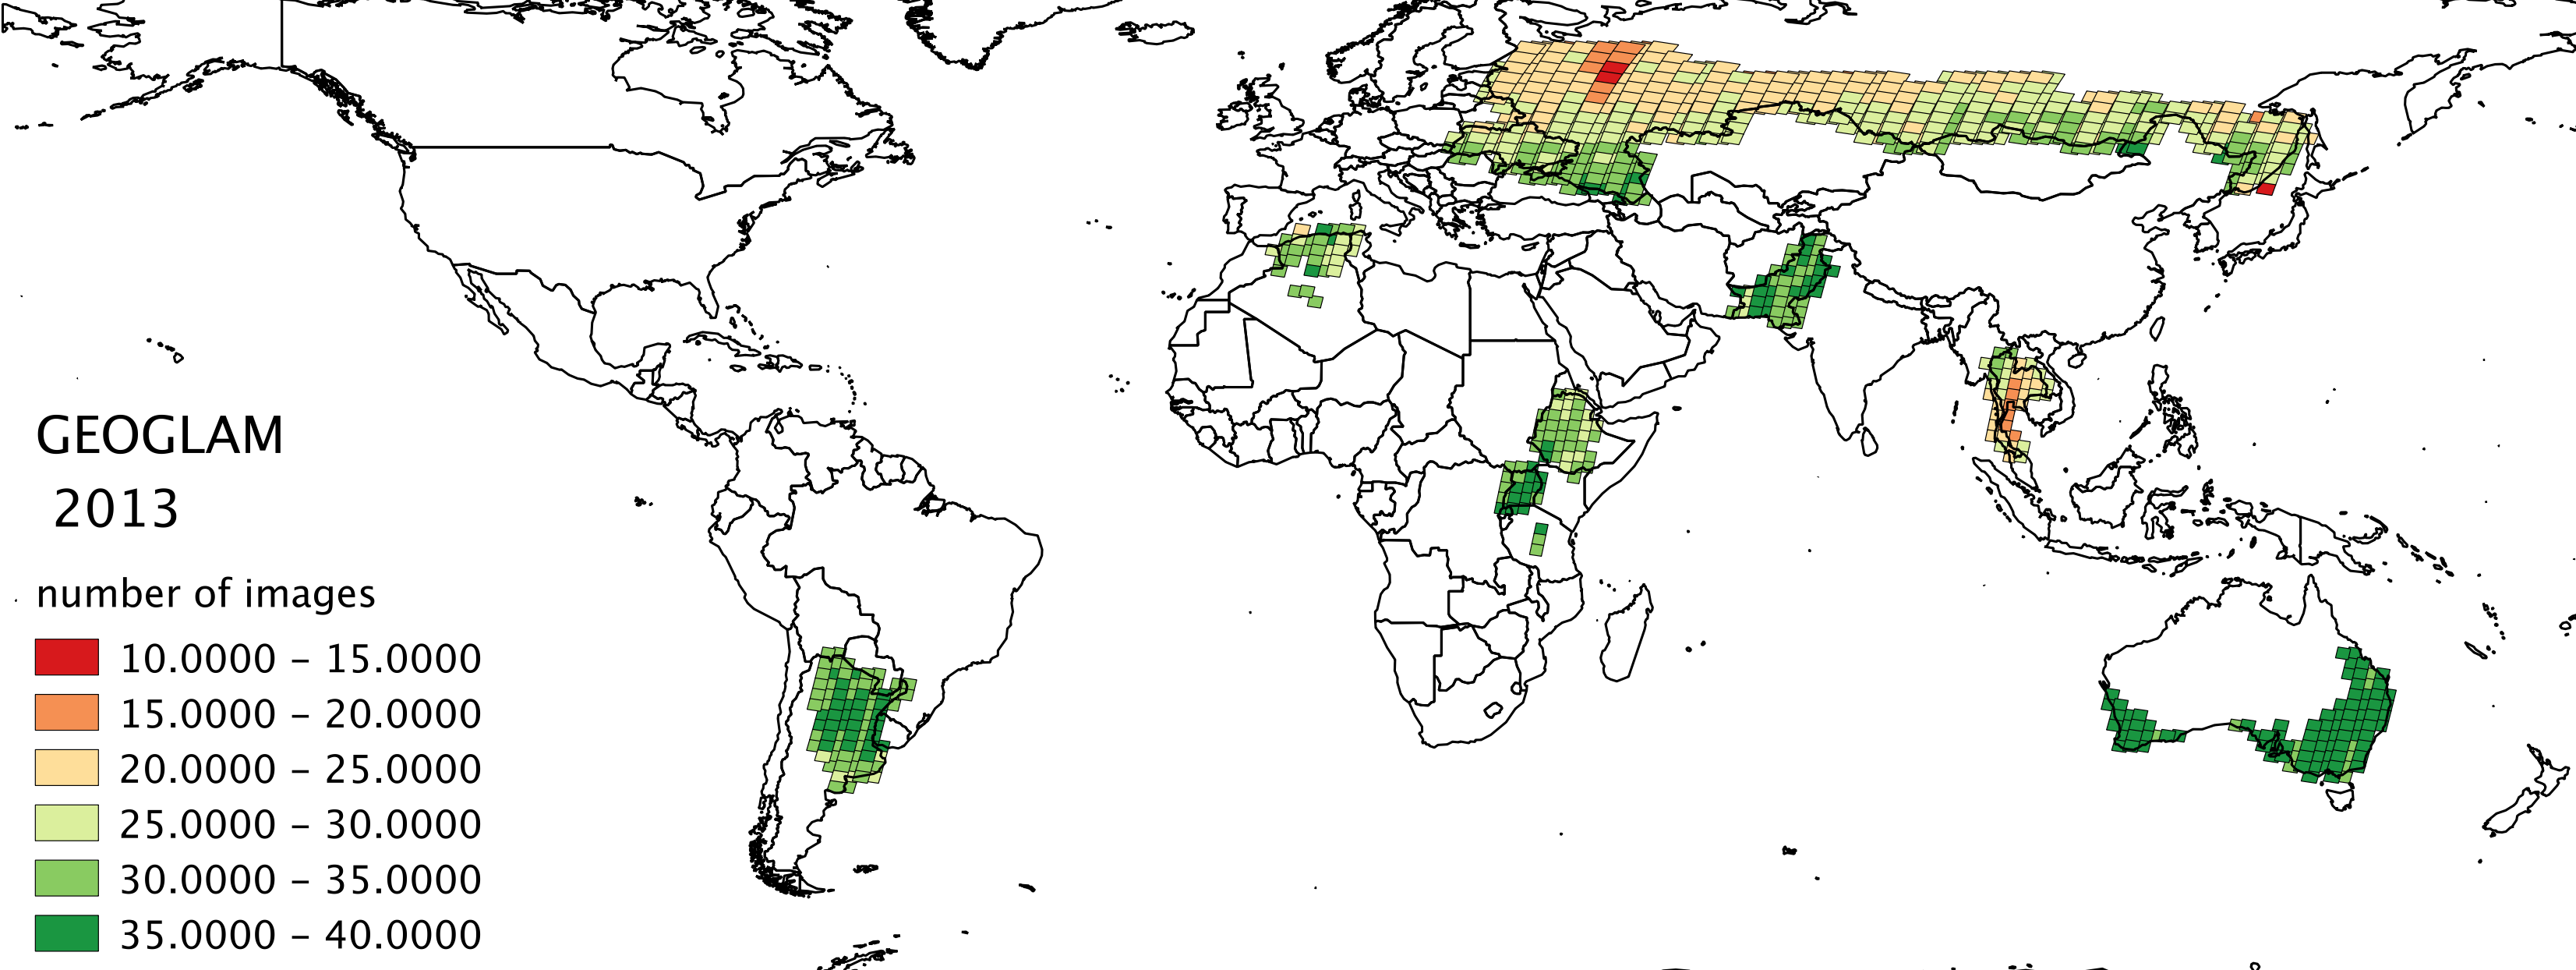 GEOGLAM
2013
number of images
10.0000 – 15.0000
15.0000 – 20.0000
20.0000 – 25.0000
25.0000 – 30.0000
30.0000 – 35.0000
35.0000 – 40.0000